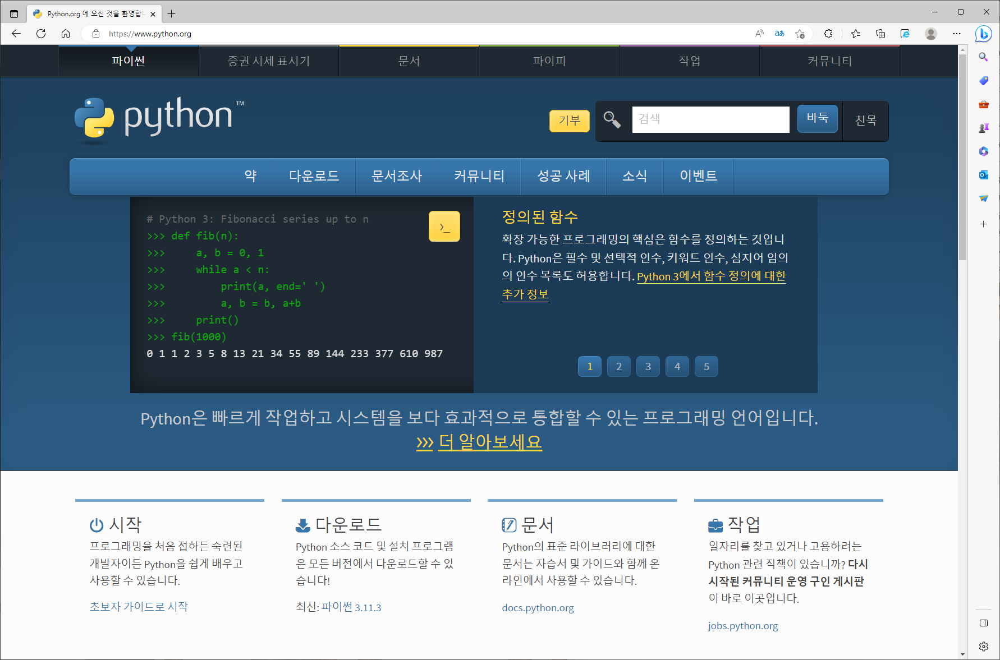 Python.org 에 오신 것을 환영합니
https://www.python.org
파이썬
증권 시세 표시기
문서
파이피
작업
커뮤니티
python™
기부
검색
바둑
친목
약
다운로드
문서조사
커뮤니티
성공 사례
소식
이벤트
# Python 3: Fibonacci series up to n
>>> def fib(n):
>>>     a, b = 0, 1
>>>     while a < n:
>>>         print(a, end=' ')
>>>         a, b = b, a+b
>>>     print()
>>> fib(1000)
0 1 1 2 3 5 8 13 21 34 55 89 144 233 377 610 987
>_
정의된 함수
확장 가능한 프로그래밍의 핵심은 함수를 정의하는 것입니
다. Python은 필수 및 선택적 인수, 키워드 인수, 심지어 임의
의 인수 목록도 허용합니다. Python 3에서 함수 정의에 대한
추가 정보
1 2 3 4 5
Python은 빠르게 작업하고 시스템을 보다 효과적으로 통합할 수 있는 프로그래밍 언어입니다.
>>> 더 알아보세요
시작
프로그래밍을 처음 접하든 숙련된
개발자이든 Python을 쉽게 배우고
사용할 수 있습니다.
초보자 가이드로 시작
다운로드
Python 소스 코드 및 설치 프로그램
은 모든 버전에서 다운로드할 수 있
습니다!
최신: 파이썬 3.11.3
문서
Python의 표준 라이브러리에 대한
문서는 자습서 및 가이드와 함께 온
라인에서 사용할 수 있습니다.
docs.python.org
작업
일자리를 찾고 있거나 고용하려는
Python 관련 직책이 있습니까? 다시
시작된 커뮤니티 운영 구인 게시판
이 바로 이곳입니다.
jobs.python.org